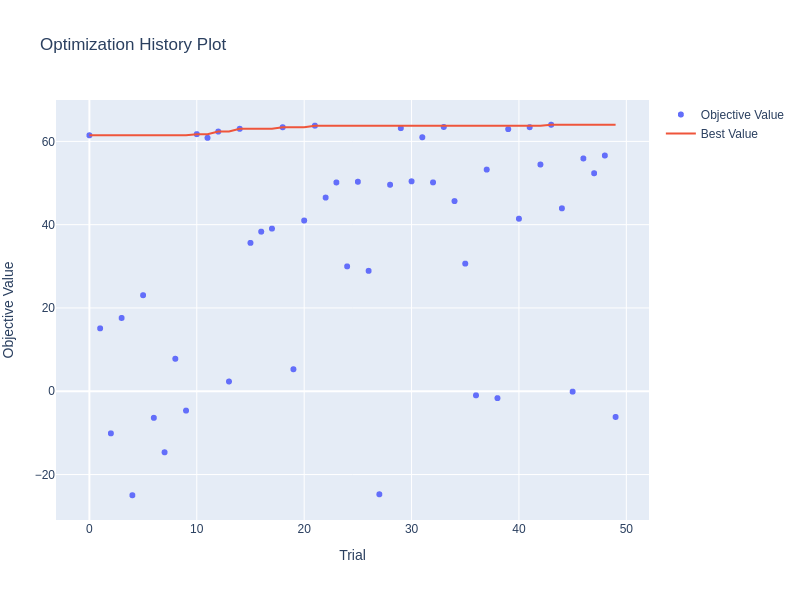 Optimization History Plot
Objective Value
Best Value
60
40
20
0
−20
0
10
20
30
40
50
Trial
Objective Value